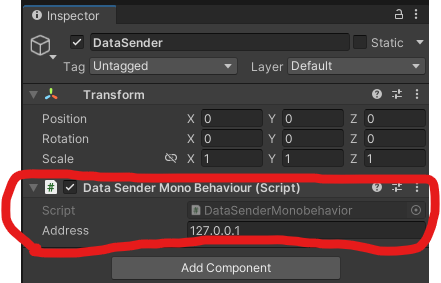 Inspector
DataSender Static
Tag Untagged Layer Default
Transform
Position X 0 Y 0 Z 0
Rotation X 0 Y 0 Z 0
Scale X 1 Y 1 Z 1
# Data Sender Mono Behaviour (Script)
Script # DataSenderMonobehavior
Address 127.0.0.1
Add Component